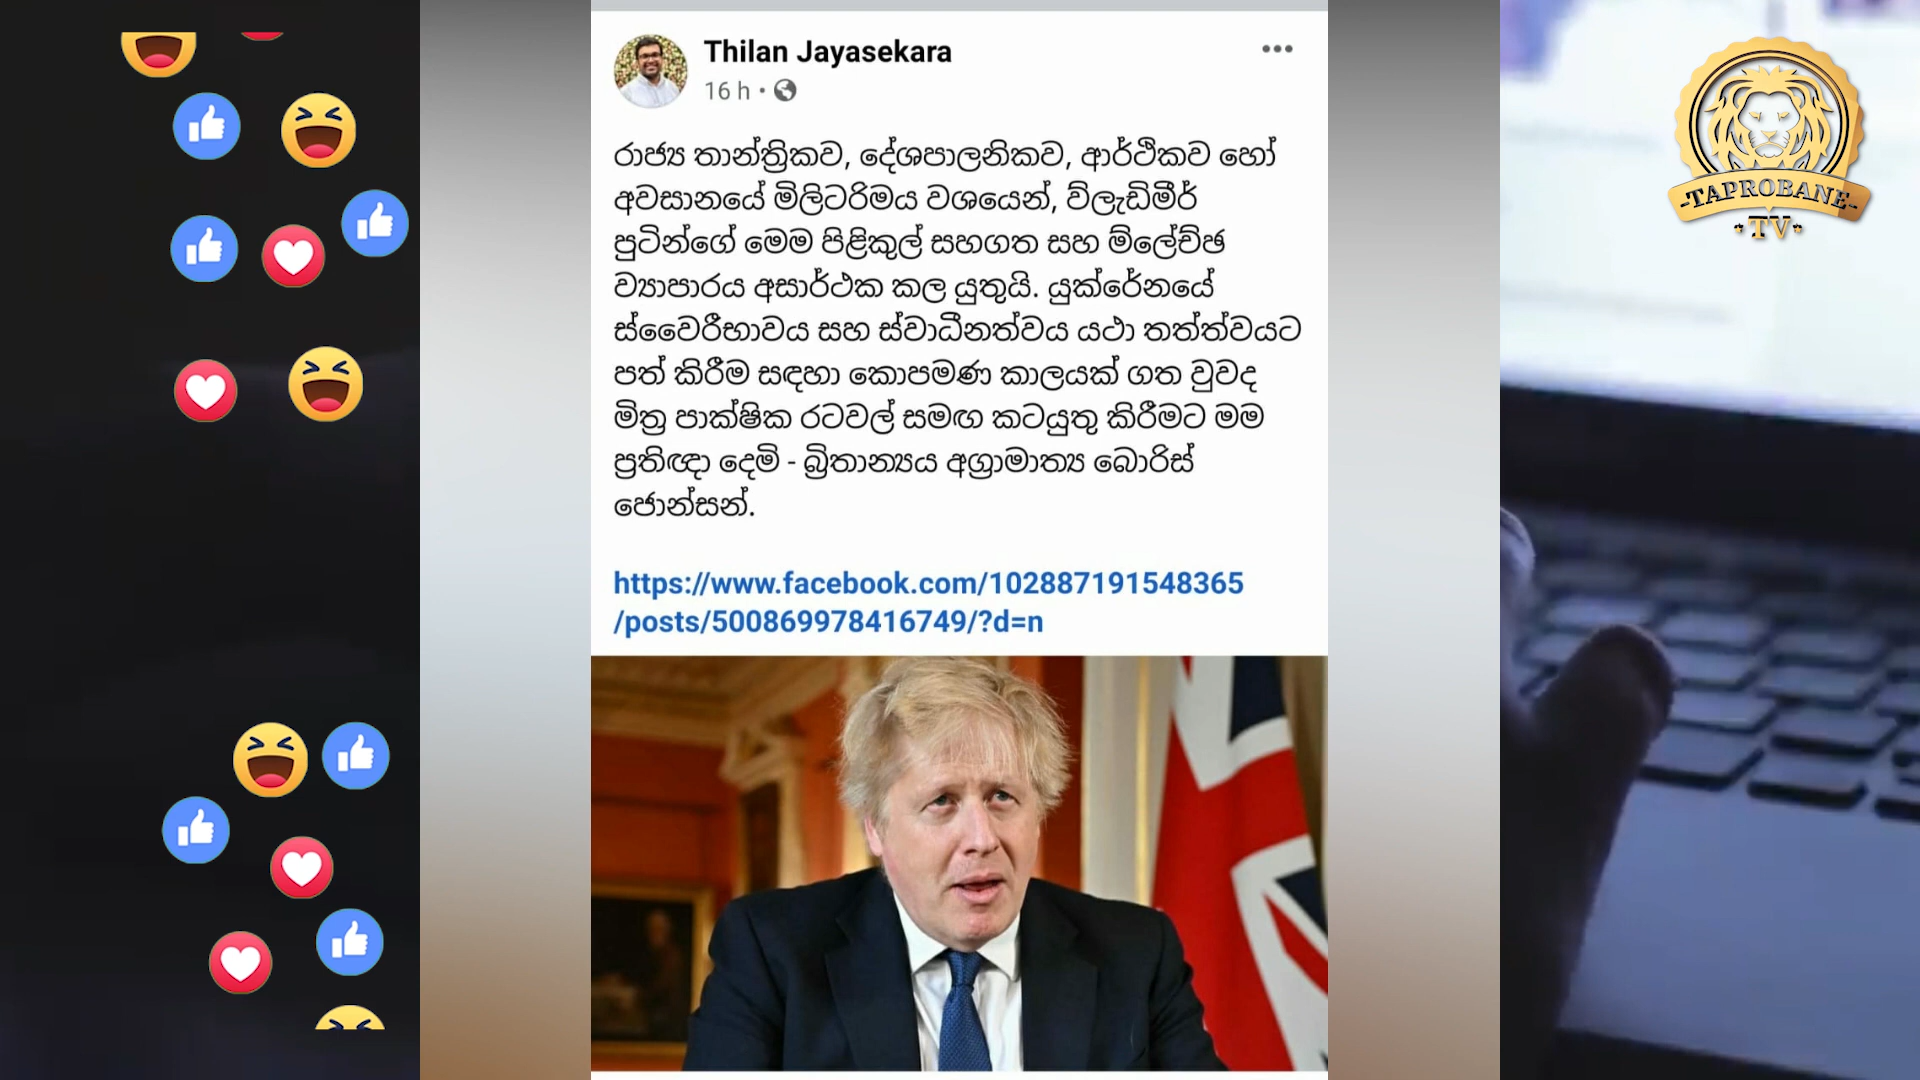 Thilan Jayasekara
16 h •
රාජ්‍ය තාන්ත්‍රිකව, දේශපාලනිකව, ආර්ථිකව හෝ
අවසානයේ මිලිටරිමය වශයෙන්, ව්ලැඩිමීර්
පුටින්ගේ මෙම පිළිකුල් සහගත සහ ම්ලේච්ඡ
ව්‍යාපාරය අසාර්ථක කල යුතුයි. යුක්රේනයේ
ස්වෛරීභාවය සහ ස්වාධීනත්වය යථා තත්ත්වයට
පත් කිරීම සඳහා කොපමණ කාලයක් ගත වුවද
මිත්‍ර පාක්ෂික රටවල් සමඟ කටයුතු කිරීමට මම
ප්‍රතිඥා දෙමි - බ්‍රිතාන්‍යය අග්‍රාමාත්‍ය බොරිස්
ජොන්සන්.
https://www.facebook.com/102887191548365
/posts/500869978416749/?d=n
TAPROBANE
TV